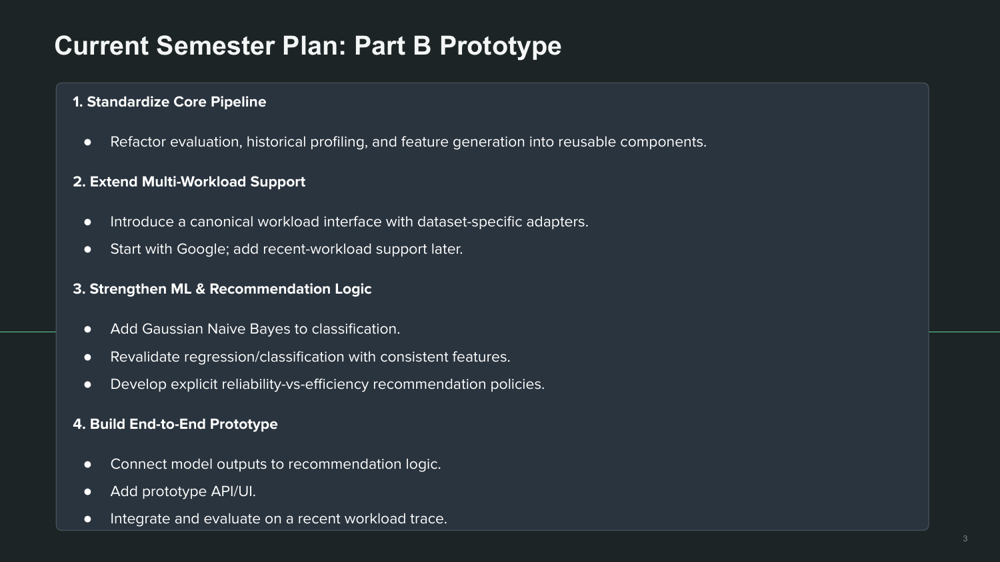 Current Semester Plan: Part B Prototype
1. Standardize Core Pipeline
● Refactor evaluation, historical profiling, and feature generation into reusable components.
2. Extend Multi-Workload Support
● Introduce a canonical workload interface with dataset-specific adapters.
● Start with Google; add recent-workload support later.
3. Strengthen ML & Recommendation Logic
● Add Gaussian Naive Bayes to classification.
● Revalidate regression/classification with consistent features.
● Develop explicit reliability-vs-efficiency recommendation policies.
4. Build End-to-End Prototype
● Connect model outputs to recommendation logic.
● Add prototype API/UI.
● Integrate and evaluate on a recent workload trace.
3